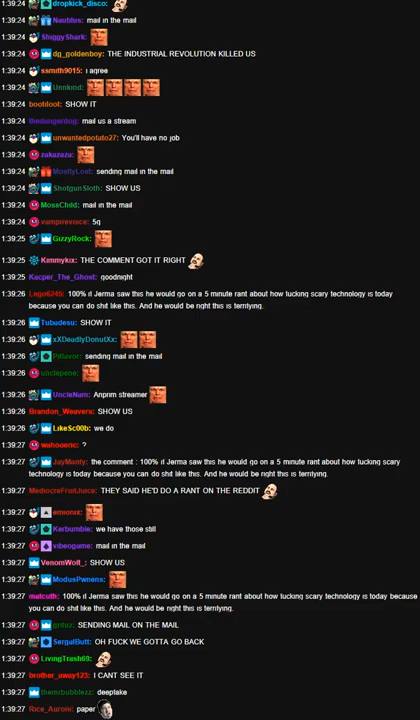 1:39:24 dropkick_disco:
1:39:24 Nautilus: mail in the mail
1:39:24 ShiggyShark:
1:39:24 dg_goldenboy: THE INDUSTRIAL REVOLUTION KILLED US
1:39:24 ssmith9015: i agree
1:39:24 Unnkind:
1:39:24 bootiloot: SHOW IT
1:39:24 thedangerdog: mail us a stream
1:39:24 unwantedpotato27: You'll have no job
1:39:24 zukuzazu:
1:39:24 MostlyLost: sending mail in the mail
1:39:24 ShotgunSloth: SHOW US
1:39:24 MossChild: mail in the mail
1:39:24 vampirevoice: 5g
1:39:25 GizzyRock:
1:39:25 Kimmykix: THE COMMENT GOT IT RIGHT
1:39:25 Kacper_The_Ghost: goodnight
1:39:26 Lego6245: 100% if Jerma saw this he would go on a 5 minute rant about how fucking scary technology is today
because you can do shit like this. And he would be right this is terrifying.
1:39:26 Tubudesu: SHOW IT
1:39:26 xXDeadlyDonutXx:
1:39:26 Pillavor: sending mail in the mail
1:39:26 unclepene:
1:39:26 UncleNam: Anprim streamer
1:39:26 Brandon_Weavers: SHOW US
1:39:26 LikeSc00b: we do
1:39:27 wahooeric: ?
1:39:27 JayManly: the comment : 100% if Jerma saw this he would go on a 5 minute rant about how fucking scary
technology is today because you can do shit like this. And he would be right this is terrifying.
1:39:27 MediocreFruitJuice: THEY SAID HE'D DO A RANT ON THE REDDIT
1:39:27
1:39:27 Kerbumble: we have those still
1:39:27 vibeogame: mail in the mail
1:39:27 VenomWolf_: SHOW US
1:39:27 ModusPwnens:
1:39:27 matcuth: 100% if Jerma saw this he would go on a 5 minute rant about how fucking scary technology is today because
you can do shit like this. And he would be right this is terrifying.
1:39:27 SENDING MAIL ON THE MAIL
1:39:27 SørgalButt: OH FUCK WE GOTTA GO BACK
1:39:27 LivingTrash69:
1:39:27 brother_away123: I CANT SEE IT
1:39:27 themrbubblezz: deepfake
1:39:27 Rice_Aurom: paper